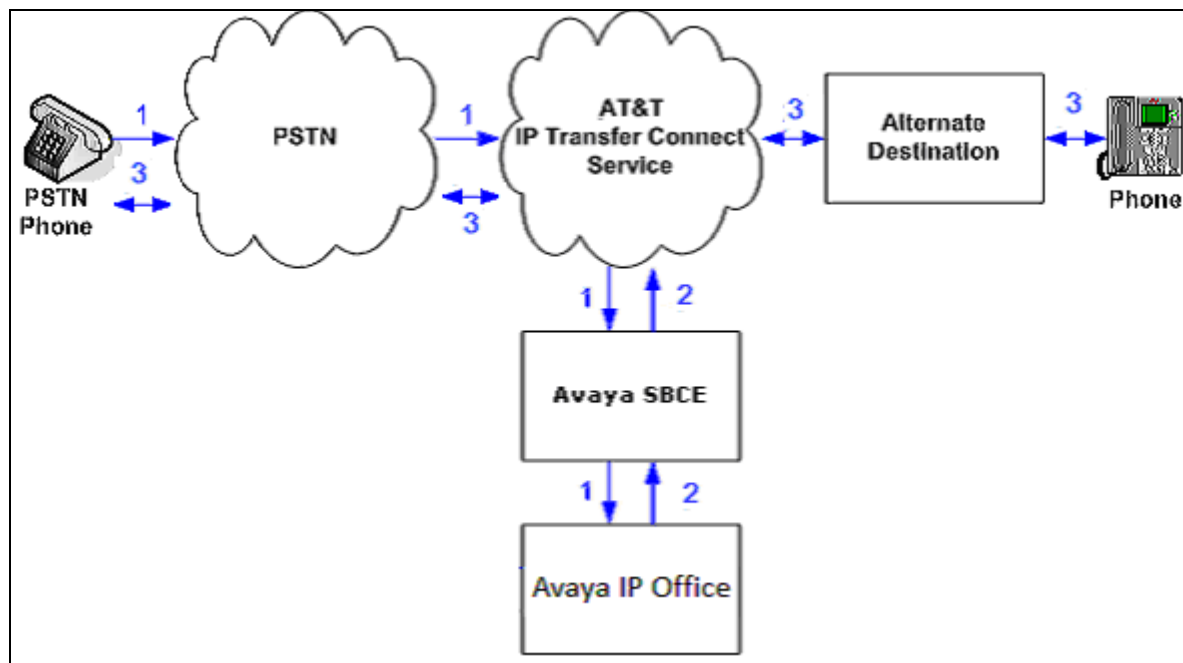 1
3
PSTN
Phone
PSTN
1
3
AT&T
IP Transfer Connect
Service
3
Alternate
Destination
3
Phone
1
2
Avaya SBCE
1
2
Avaya IP Office